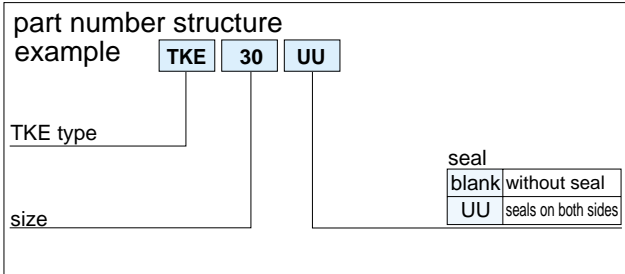 part number structure
example TKE 30 UU
TKE type
seal
blank without seal
UU seals on both sides
size